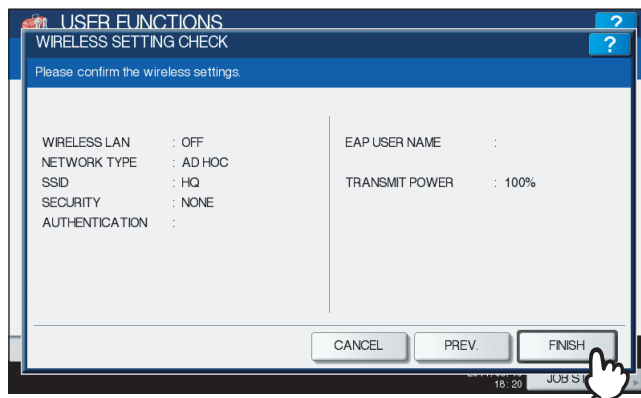 USER FUNCTIONS
?
WIRELESS SETTING CHECK
?
Please confirm the wireless settings.
WIRELESS LAN : OFF
NETWORK TYPE : AD HOC
SSID : HQ
SECURITY : NONE
AUTHENTICATION :
EAP USER NAME :
TRANSMIT POWER : 100%
CANCEL
PREV.
FINISH
18:20
JOB